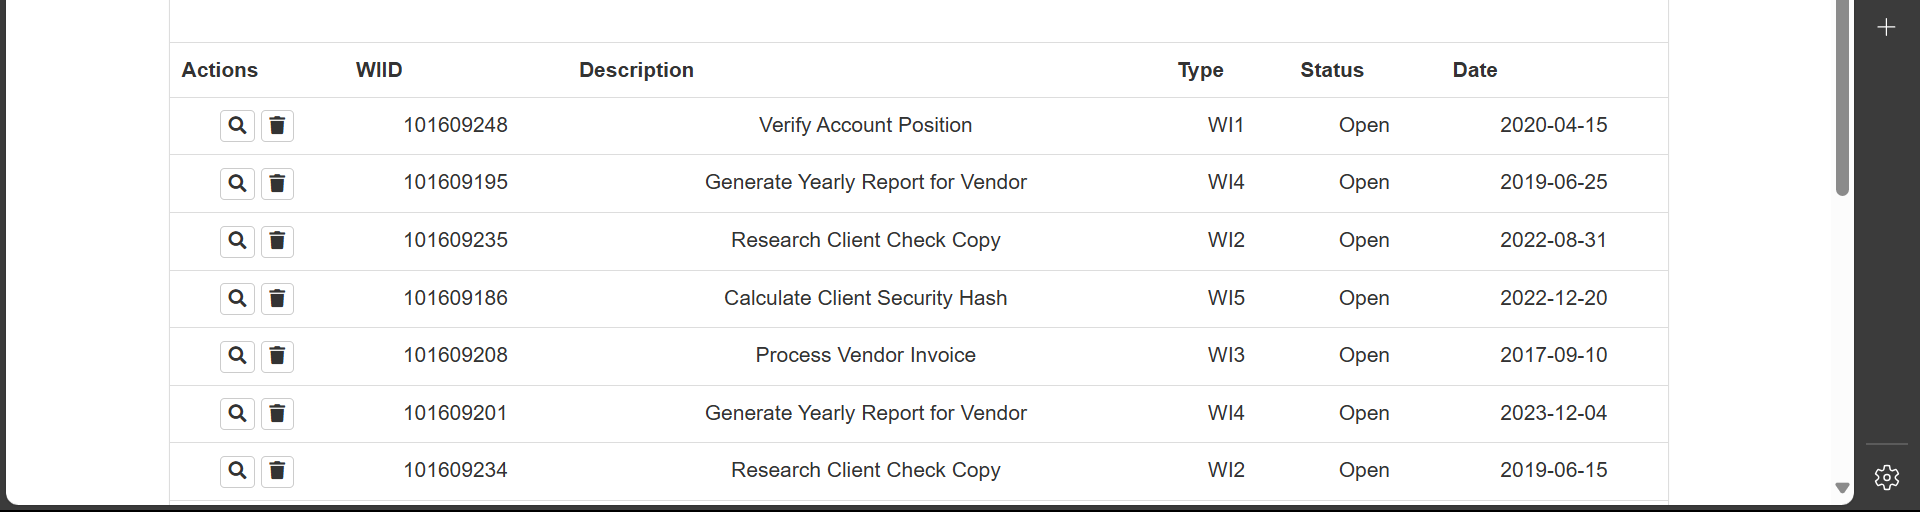 Actions WIID Description Type Status Date
101609248 Verify Account Position WI1 Open 2020-04-15
101609195 Generate Yearly Report for Vendor WI4 Open 2019-06-25
101609235 Research Client Check Copy WI2 Open 2022-08-31
101609186 Calculate Client Security Hash WI5 Open 2022-12-20
101609208 Process Vendor Invoice WI3 Open 2017-09-10
101609201 Generate Yearly Report for Vendor WI4 Open 2023-12-04
101609234 Research Client Check Copy WI2 Open 2019-06-15